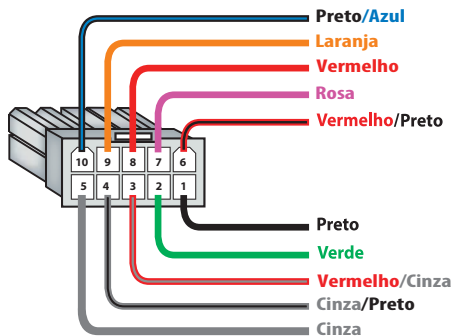 Preto/Azul
Laranja
Vermelho
Rosa
Vermelho/Preto
10 9 8 7 6
5 4 3 2 1
Preto
Verde
Vermelho/Cinza
Cinza/Preto
Cinza